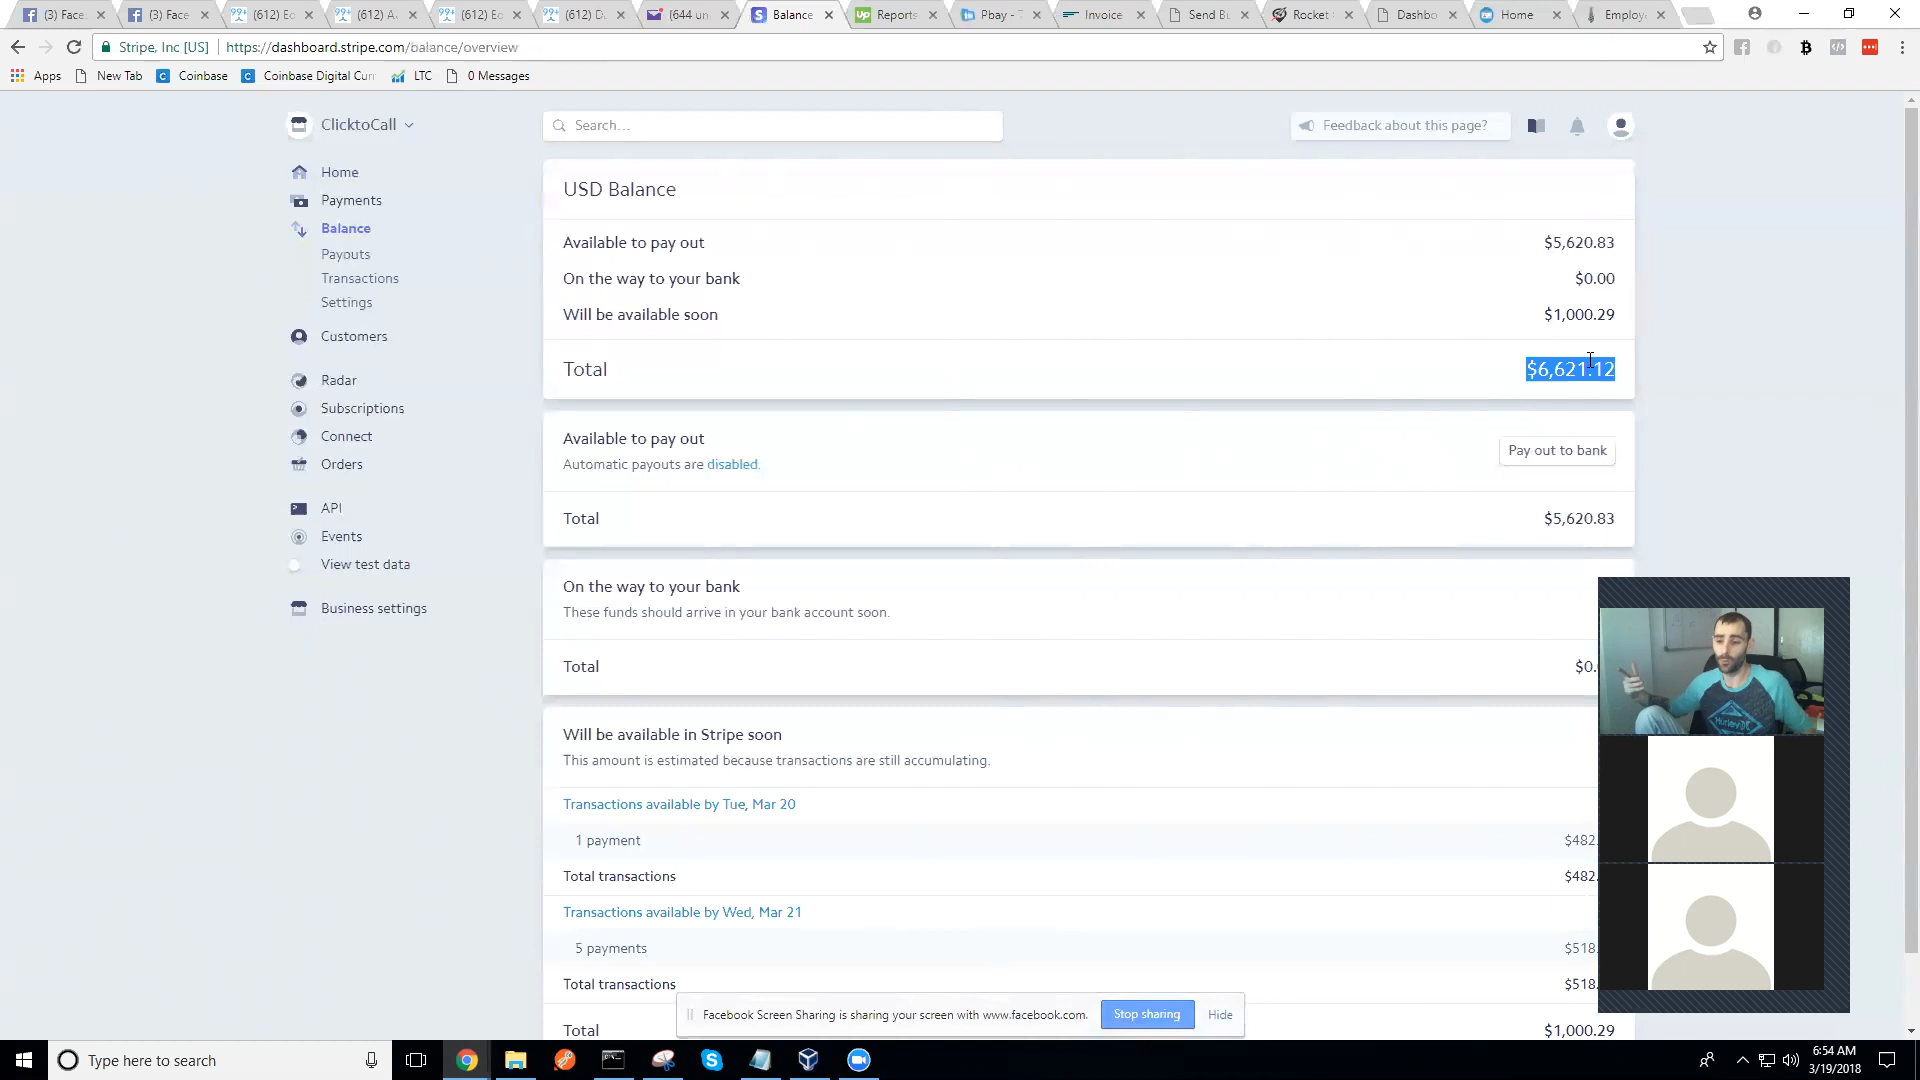 (3) Face
(3) Face
(612) Ec
(612) A
(612) Ec
(612) D
(644 un
Balance
Reports
Pbay - T
Invoice
Send Bu
Rocket
Dashbo
Home
Employ
Stripe, Inc [US]
https://dashboard.stripe.com/balance/overview
Apps
New Tab
Coinbase
Coinbase Digital Curr
LTC
0 Messages
ClicktoCall
Search...
Feedback about this page?
Home
Payments
Balance
Payouts
Transactions
Settings
Customers
Radar
Subscriptions
Connect
Orders
API
Events
View test data
Business settings
USD Balance
Available to pay out $5,620.83
On the way to your bank $0.00
Will be available soon $1,000.29
Total $6,621.12
Available to pay out
Automatic payouts are disabled.
Pay out to bank
Total $5,620.83
On the way to your bank
These funds should arrive in your bank account soon.
Total $0.
Will be available in Stripe soon
This amount is estimated because transactions are still accumulating.
Transactions available by Tue, Mar 20
1 payment $482.
Total transactions $482.
Transactions available by Wed, Mar 21
5 payments $518.
Total transactions $518.
Total $1,000.29
Facebook Screen Sharing is sharing your screen with www.facebook.com.
Stop sharing
Hide
Type here to search
6:54 AM
3/19/2018